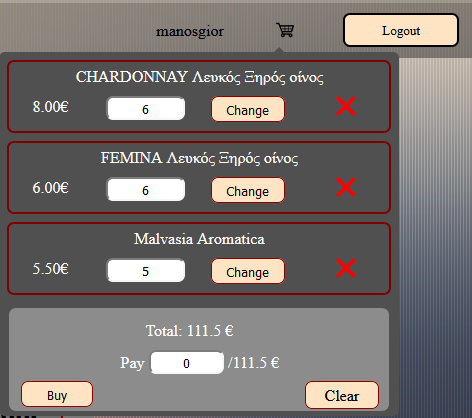 manosgior
Logout
CHARDONNAY Λευκός Ξηρός οίνος
8.00€ 6 Change
FEMINA Λευκός Ξηρός οίνος
6.00€ 6 Change
Malvasia Aromatica
5.50€ 5 Change
Total: 111.5 €
Pay 0 /111.5 €
Buy
Clear